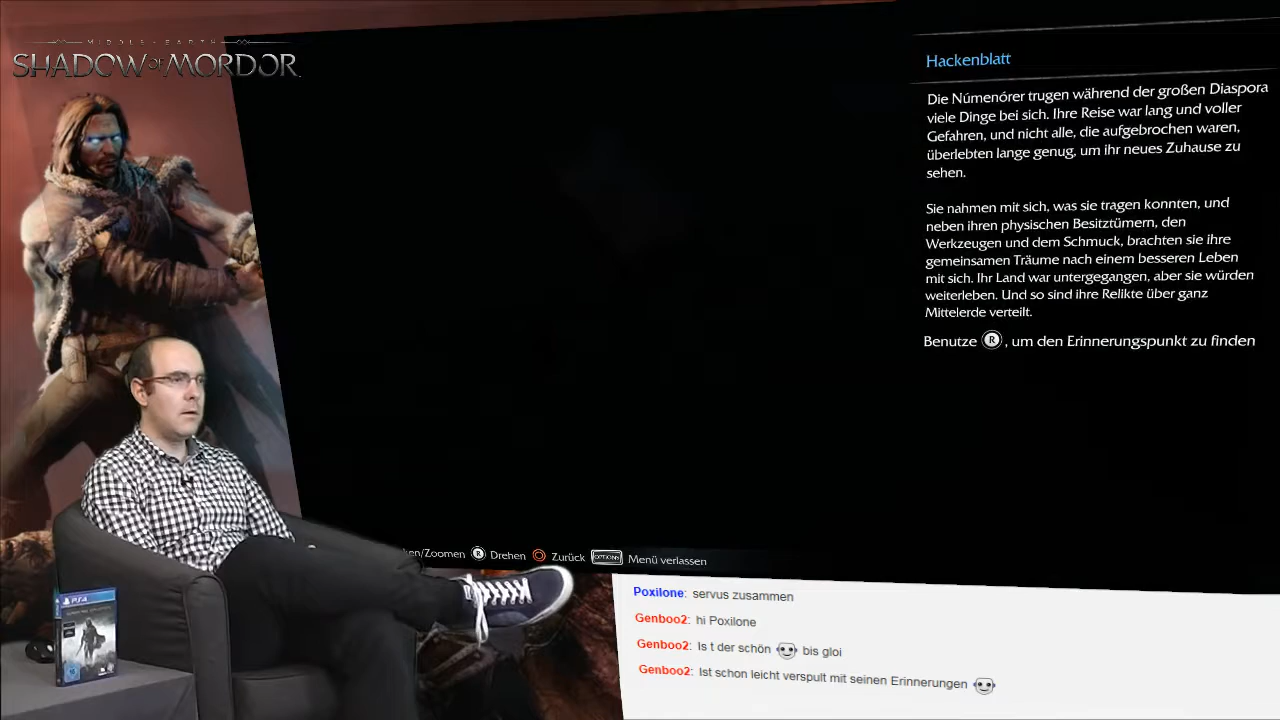 MIDDLE-EARTH
SHADOW OF MORDOR
Hackenblatt
Die Númenórer trugen während der großen Diaspora
viele Dinge bei sich. Ihre Reise war lang und voller
Gefahren, und nicht alle, die aufgebrochen waren,
überlebten lange genug, um ihr neues Zuhause zu
sehen.
Sie nahmen mit sich, was sie tragen konnten, und
neben ihren physischen Besitztümern, den
Werkzeugen und dem Schmuck, brachten sie ihre
gemeinsamen Träume nach einem besseren Leben
mit sich. Ihr Land war untergegangen, aber sie würden
weiterleben. Und so sind ihre Relikte über ganz
Mittelerde verteilt.
Benutze R, um den Erinnerungspunkt zu finden
en/Zoomen R Drehen Zurück OPTIONS Menü verlassen
Poxilone: servus zusammen
Genboo2: hi Poxilone
Genboo2: Is t der schön bis gloi
Genboo2: Ist schon leicht verspult mit seinen Erinnerungen
PS4